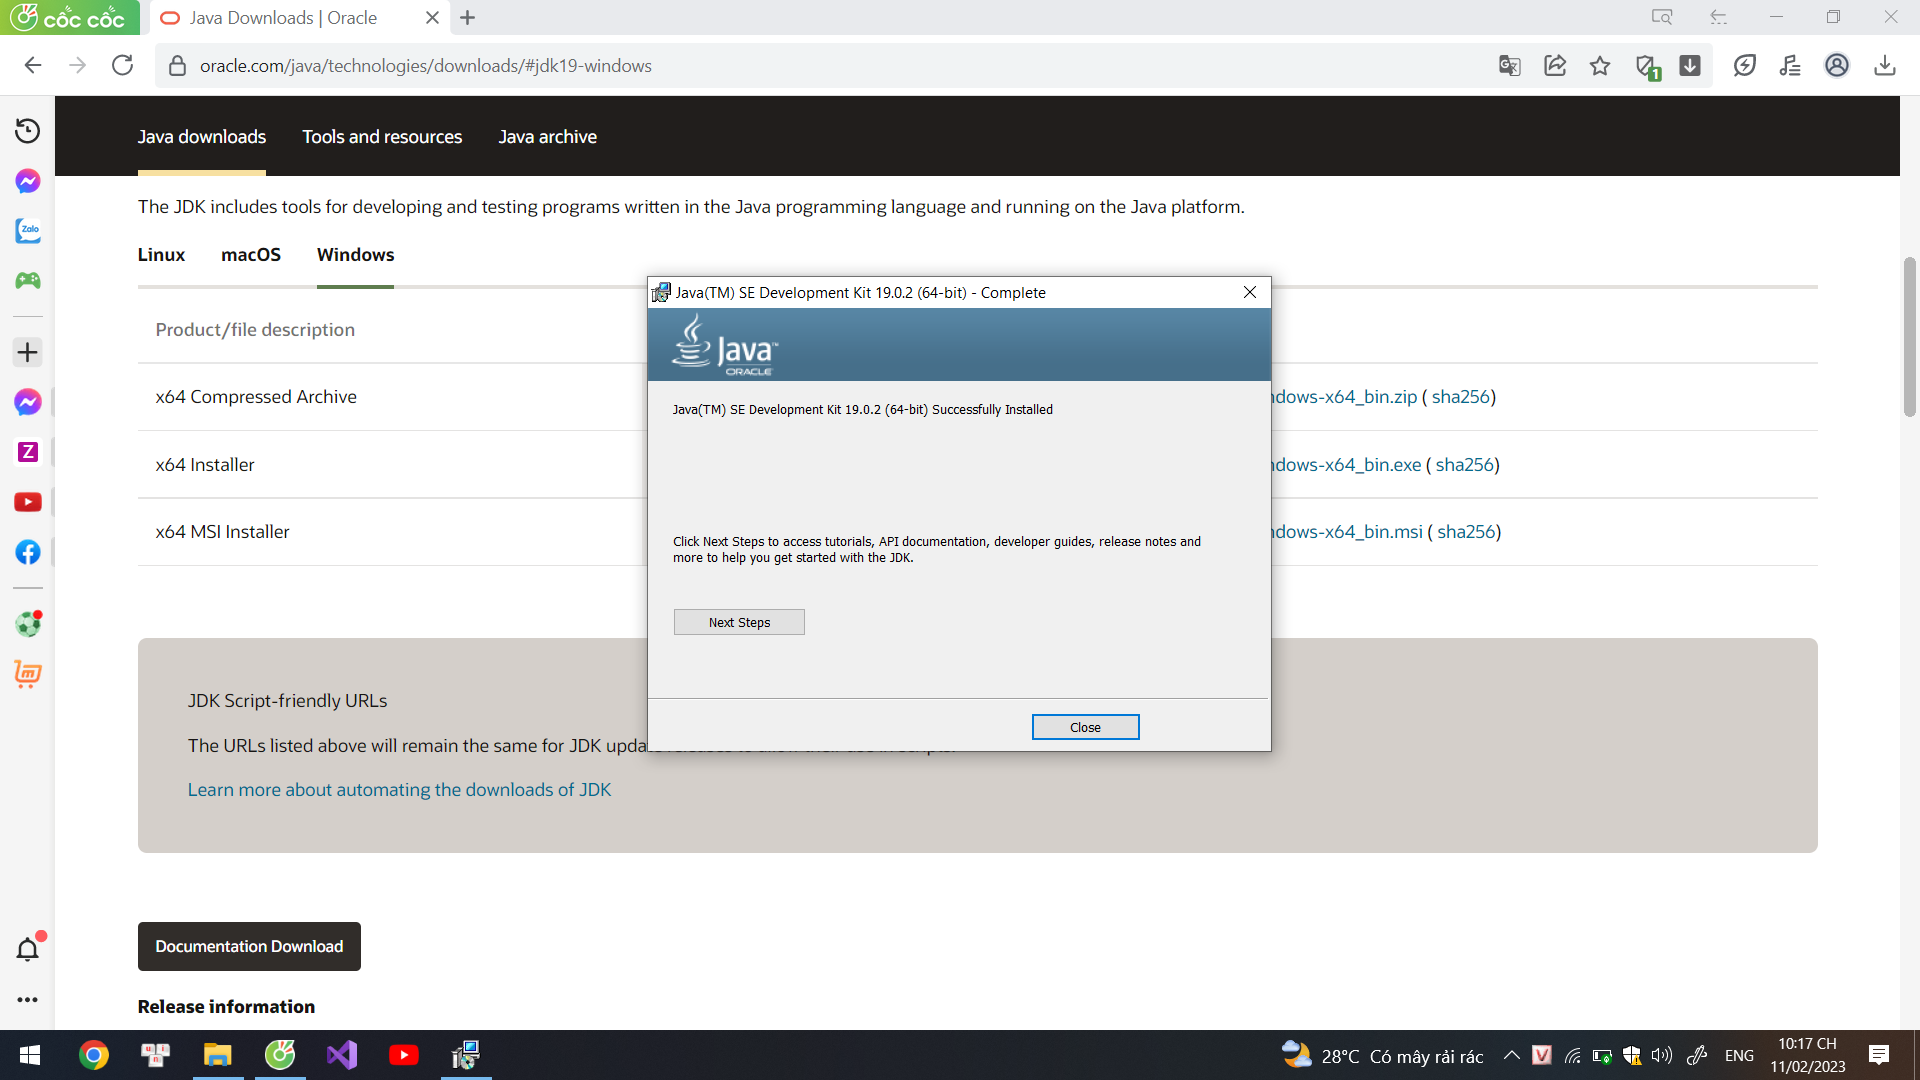 cốc cốc
Java Downloads | Oracle
oracle.com/java/technologies/downloads/#jdk19-windows
1
Java downloads
Tools and resources
Java archive
Zalo
The JDK includes tools for developing and testing programs written in the Java programming language and running on the Java platform.
Linux
macOS
Windows
Java(TM) SE Development Kit 19.0.2 (64-bit) - Complete
Product/file description
Java™
ORACLE
x64 Compressed Archive
dows-x64_bin.zip ( sha256)
Java(TM) SE Development Kit 19.0.2 (64-bit) Successfully Installed
Z
x64 Installer
dows-x64_bin.exe ( sha256)
x64 MSI Installer
dows-x64_bin.msi ( sha256)
Click Next Steps to access tutorials, API documentation, developer guides, release notes and
more to help you get started with the JDK.
Next Steps
JDK Script-friendly URLs
Close
The URLs listed above will remain the same for JDK upda
Learn more about automating the downloads of JDK
Documentation Download
Release information
28°C Có mây rải rác
V
ENG
10:17 CH
11/02/2023